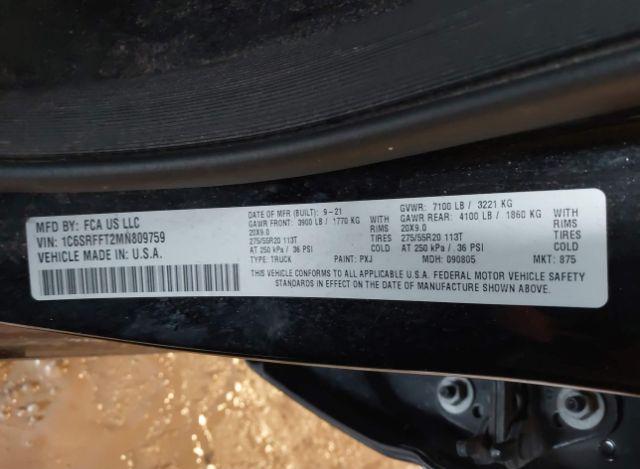 MFD BY: FCA US LLC
VIN: 1C6SRFFT2MN809759
VEHICLE MADE IN U.S.A.
DATE OF MFR (BUILT): 9-21
GAWR FRONT: 3900 LB / 1770 KG WITH
20X9.0 RIMS
275/55R20 113T TIRES
AT 250 kPa / 36 PSI COLD
TYPE: TRUCK PAINT: PXJ
GVWR: 7100 LB / 3221 KG
GAWR REAR: 4100 LB / 1860 KG WITH
20X9.0 RIMS
275/55R20 113T TIRES
AT 250 kPa / 36 PSI COLD
MDH: 090805 MKT: 875
THIS VEHICLE CONFORMS TO ALL APPLICABLE U.S.A. FEDERAL MOTOR VEHICLE SAFETY
STANDARDS IN EFFECT ON THE DATE OF MANUFACTURE SHOWN ABOVE.